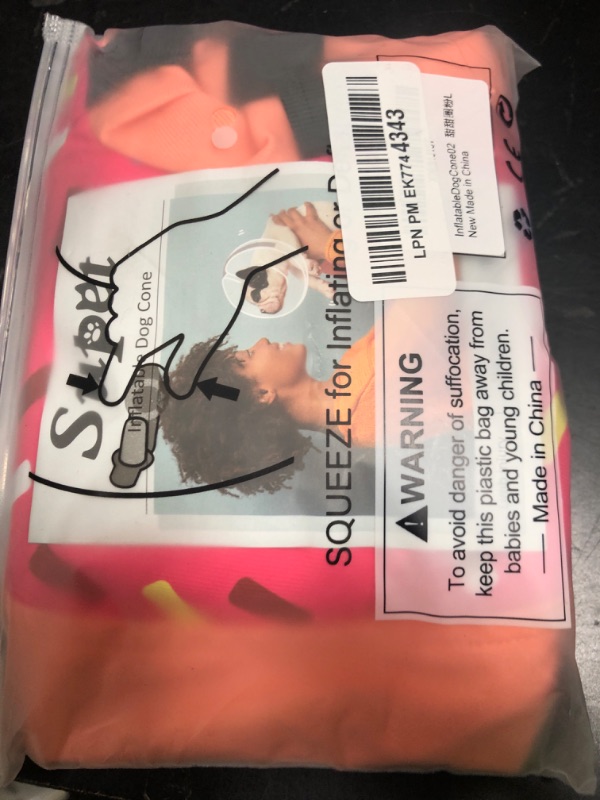 Supet
Inflatable Dog Cone
SQUEEZE for Inflating or
LPN PM EK7744343
InflatableDogCone02 甜甜圈粉L
New Made in China
CE
WARNING
To avoid danger of suffocation,
keep this plastic bag away from
babies and young children.
Made in China